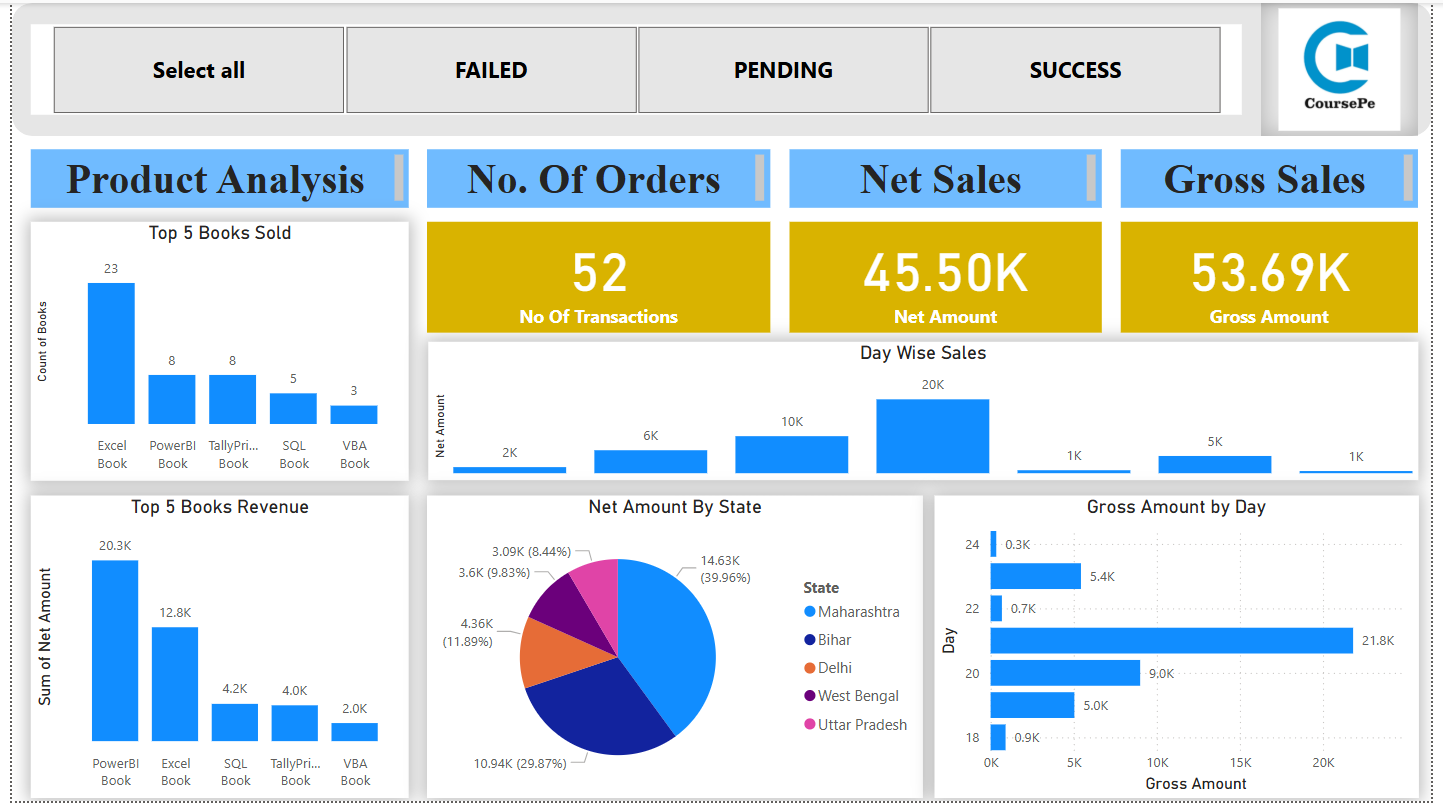 Select all
FAILED
PENDING
SUCCESS
CoursePe
Product Analysis
No. Of Orders
Net Sales
Gross Sales
Top 5 Books Sold
Count of Books
23
8
8
5
3
Excel Book
PowerBI Book
TallyPri... Book
SQL Book
VBA Book
52
No Of Transactions
45.50K
Net Amount
53.69K
Gross Amount
Day Wise Sales
Net Amount
2K
6K
10K
20K
1K
5K
1K
Top 5 Books Revenue
Sum of Net Amount
20.3K
12.8K
4.2K
4.0K
2.0K
PowerBI Book
Excel Book
SQL Book
TallyPri... Book
VBA Book
Net Amount By State
3.09K (8.44%)
3.6K (9.83%)
4.36K
(11.89%)
10.94K (29.87%)
14.63K
(39.96%)
State
Maharashtra
Bihar
Delhi
West Bengal
Uttar Pradesh
Gross Amount by Day
Day
24
0.3K
5.4K
22
0.7K
21.8K
20
9.0K
5.0K
18
0.9K
0K
5K
10K
15K
20K
Gross Amount